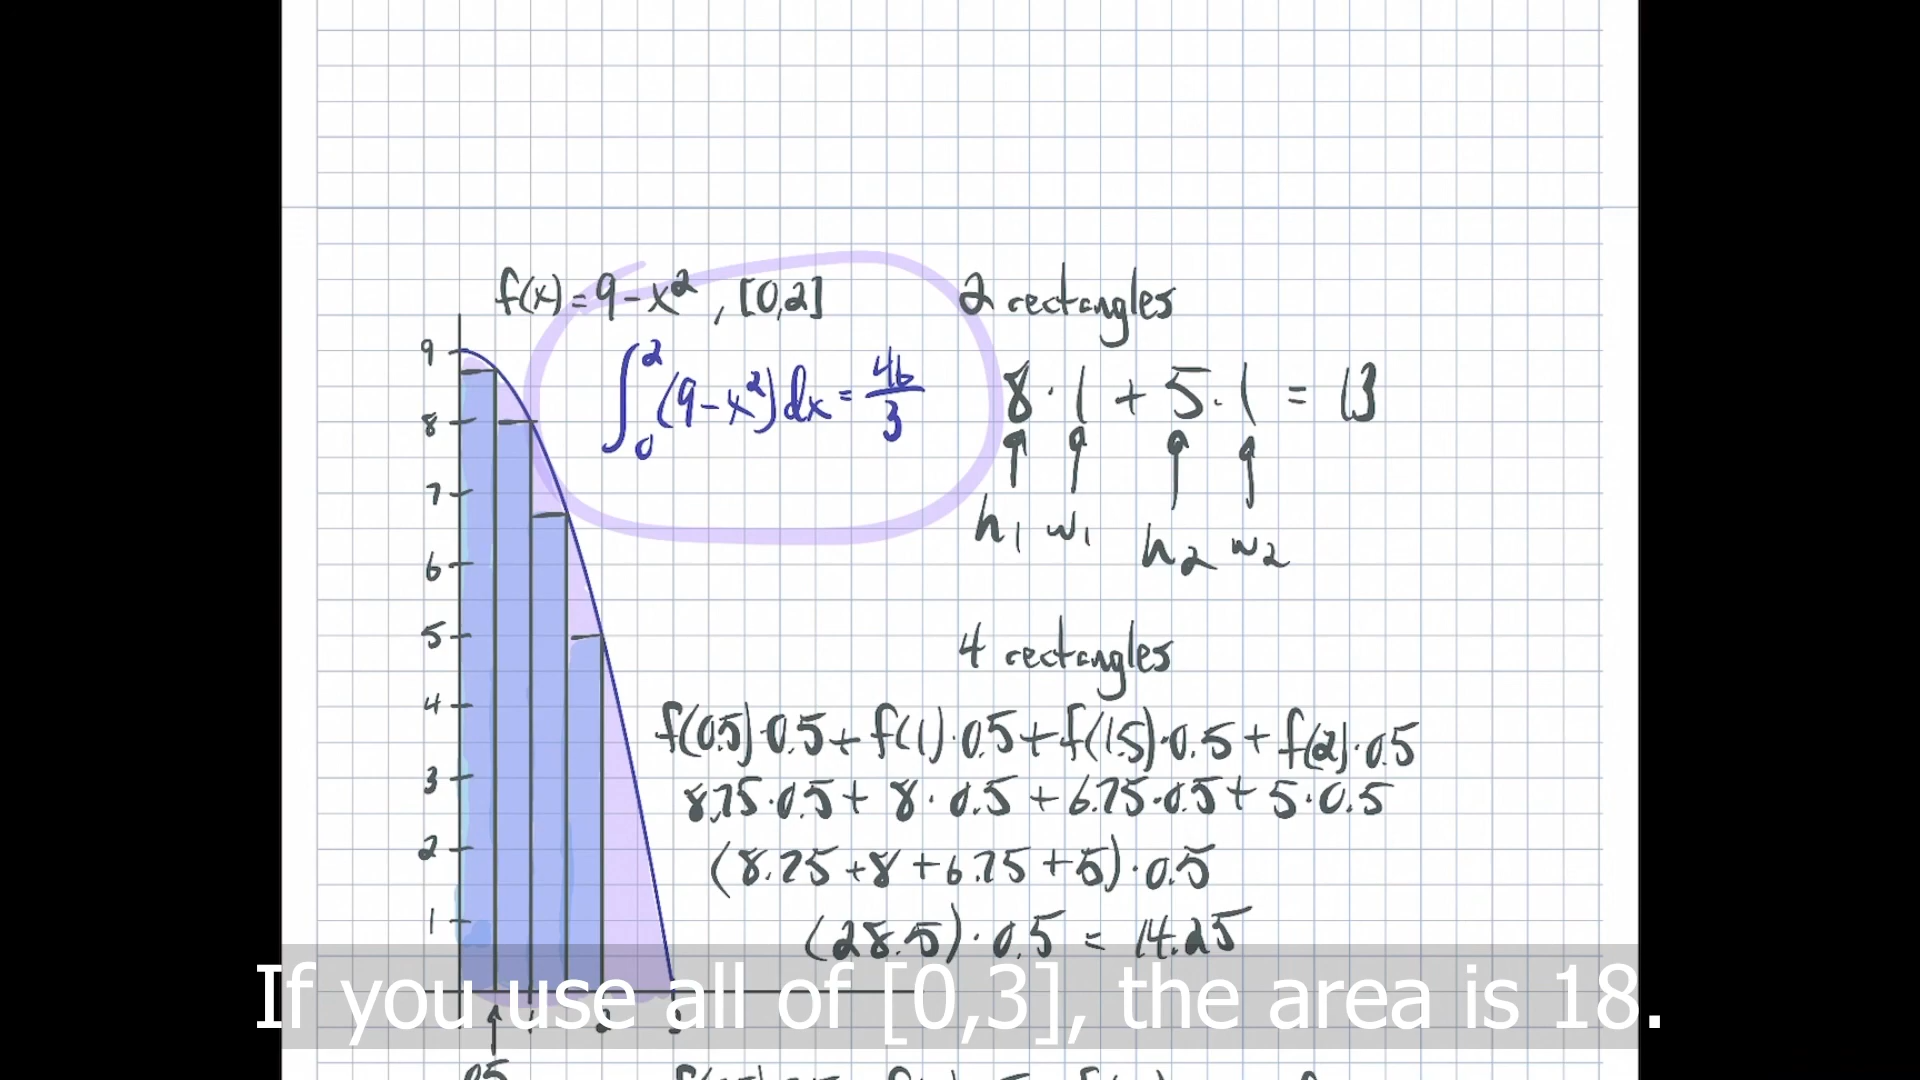 f(x) = 9 - x², [0,2]
∫₀² (9 - x²) dx = 46/3
2 rectangles
8 · 1 + 5 · 1 = 13
h₁ w₁ h₂ w₂
9
8
7
6
5
4
3
2
1
4 rectangles
f(0.5)·0.5 + f(1)·0.5 + f(1.5)·0.5 + f(2)·0.5
8.75·0.5 + 8·0.5 + 6.75·0.5 + 5·0.5
(8.75 + 8 + 6.75 + 5)·0.5
(28.5)·0.5 = 14.25
If you use all of [0,3], the area is 18.